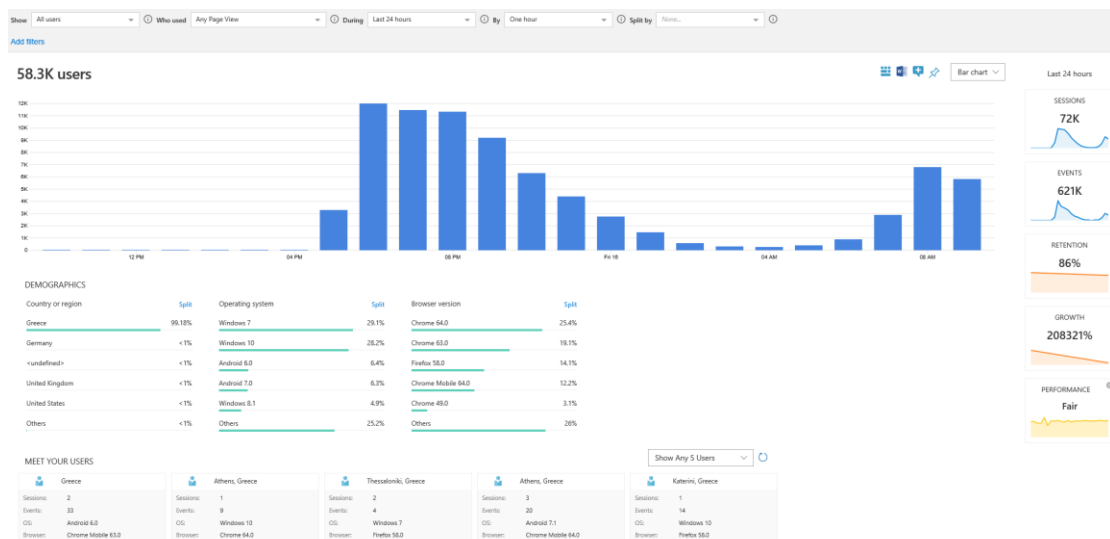 Show All users Who used Any Page View During Last 24 hours By One hour Split by None...
Add filters
58.3K users
Bar chart
Last 24 hours
12K
11K
10K
9K
8K
7K
6K
5K
4K
3K
2K
1K
0
12 PM 04 PM 08 PM Fri 16 04 AM 08 AM
SESSIONS
72K
EVENTS
621K
RETENTION
86%
GROWTH
208321%
PERFORMANCE
Fair
DEMOGRAPHICS
Country or region Split Operating system Split Browser version Split
Greece 99.18% Windows 7 29.1% Chrome 64.0 25.4%
Germany <1% Windows 10 28.2% Chrome 63.0 19.1%
<undefined> <1% Android 6.0 6.4% Firefox 58.0 14.1%
United Kingdom <1% Android 7.0 6.3% Chrome Mobile 64.0 12.2%
United States <1% Windows 8.1 4.9% Chrome 49.0 3.1%
Others <1% Others 25.2% Others 26%
MEET YOUR USERS Show Any 5 Users
Greece Athens, Greece Thessaloniki, Greece Athens, Greece Katerini, Greece
Sessions: 2 Sessions: 1 Sessions: 2 Sessions: 3 Sessions: 1
Events: 33 Events: 9 Events: 4 Events: 20 Events: 14
OS: Android 6.0 OS: Windows 10 OS: Windows 7 OS: Android 7.1 OS: Windows 10
Browser: Chrome Mobile 63.0 Browser: Chrome 64.0 Browser: Firefox 58.0 Browser: Chrome Mobile 64.0 Browser: Firefox 58.0